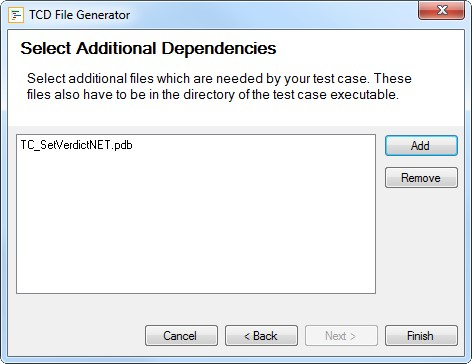 TCD File Generator
Select Additional Dependencies
Select additional files which are needed by your test case. These
files also have to be in the directory of the test case executable.
TC_SetVerdictNET.pdb
Add
Remove
Cancel
< Back
Next >
Finish